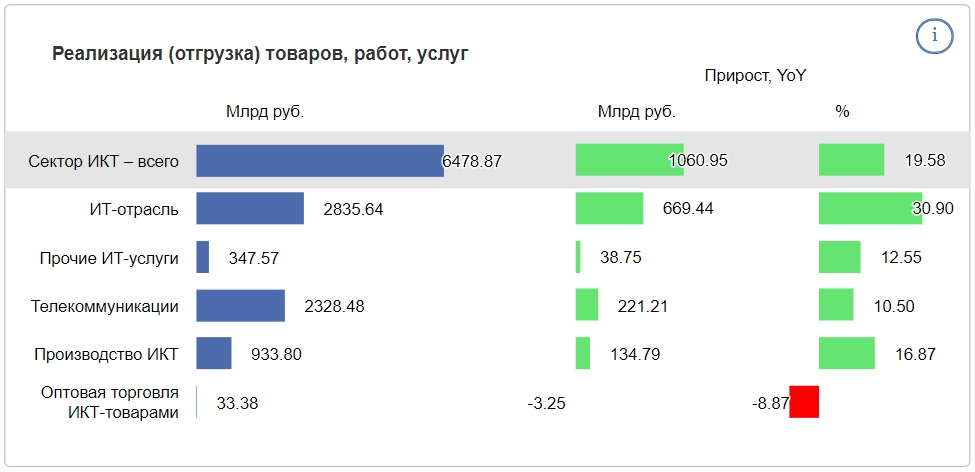 i
Реализация (отгрузка) товаров, работ, услуг
Прирост, YoY
Млрд руб. Млрд руб. %
Сектор ИКТ – всего 6478.87 1060.95 19.58
ИТ-отрасль 2835.64 669.44 30.90
Прочие ИТ-услуги 347.57 38.75 12.55
Телекоммуникации 2328.48 221.21 10.50
Производство ИКТ 933.80 134.79 16.87
Оптовая торговля
ИКТ-товарами 33.38 -3.25 -8.87